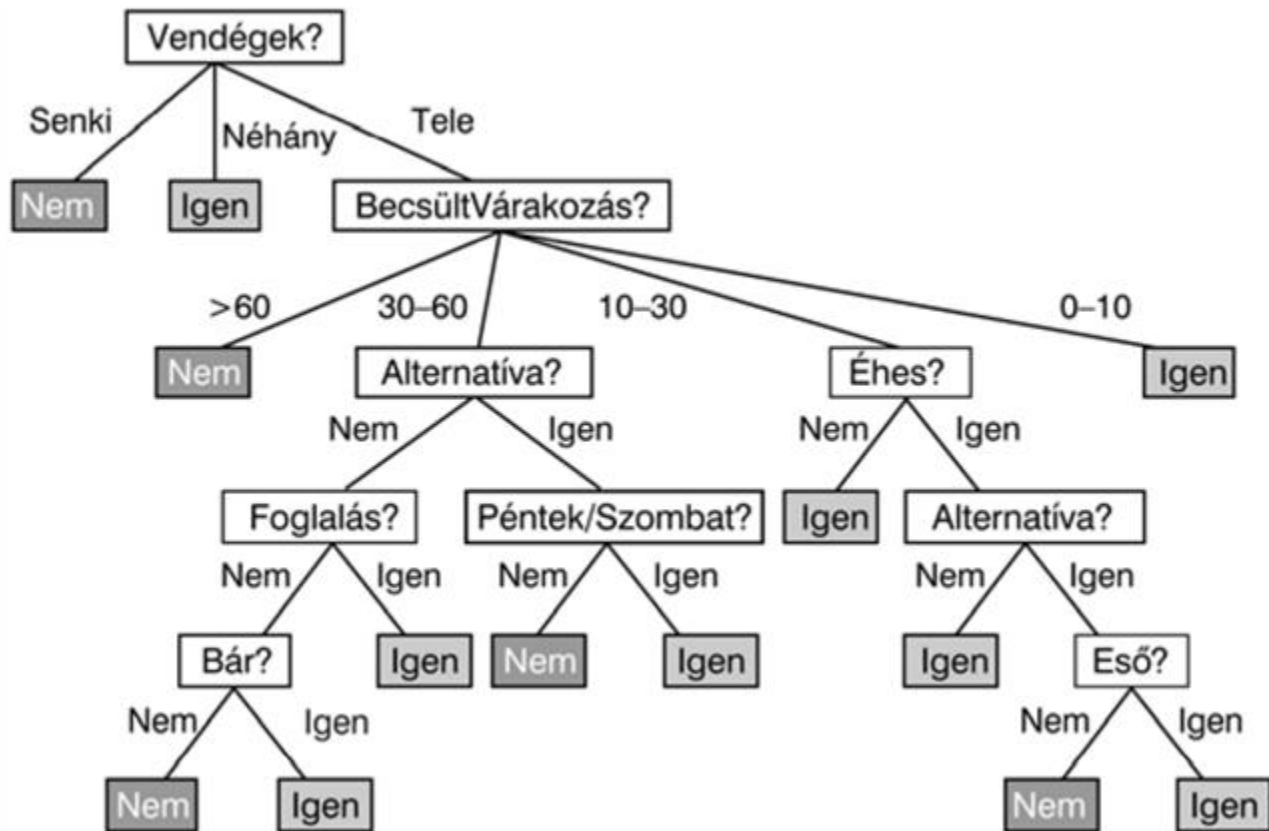 Vendégek?
Senki Néhány Tele
Nem Igen BecsültVárakozás?
>60 30–60 10–30 0–10
Nem Alternatíva? Éhes? Igen
Nem Igen Nem Igen
Foglalás? Péntek/Szombat? Igen Alternatíva?
Nem Igen Nem Igen Nem Igen
Bár? Igen Nem Igen Igen Eső?
Nem Igen Nem Igen
Nem Igen Nem Igen